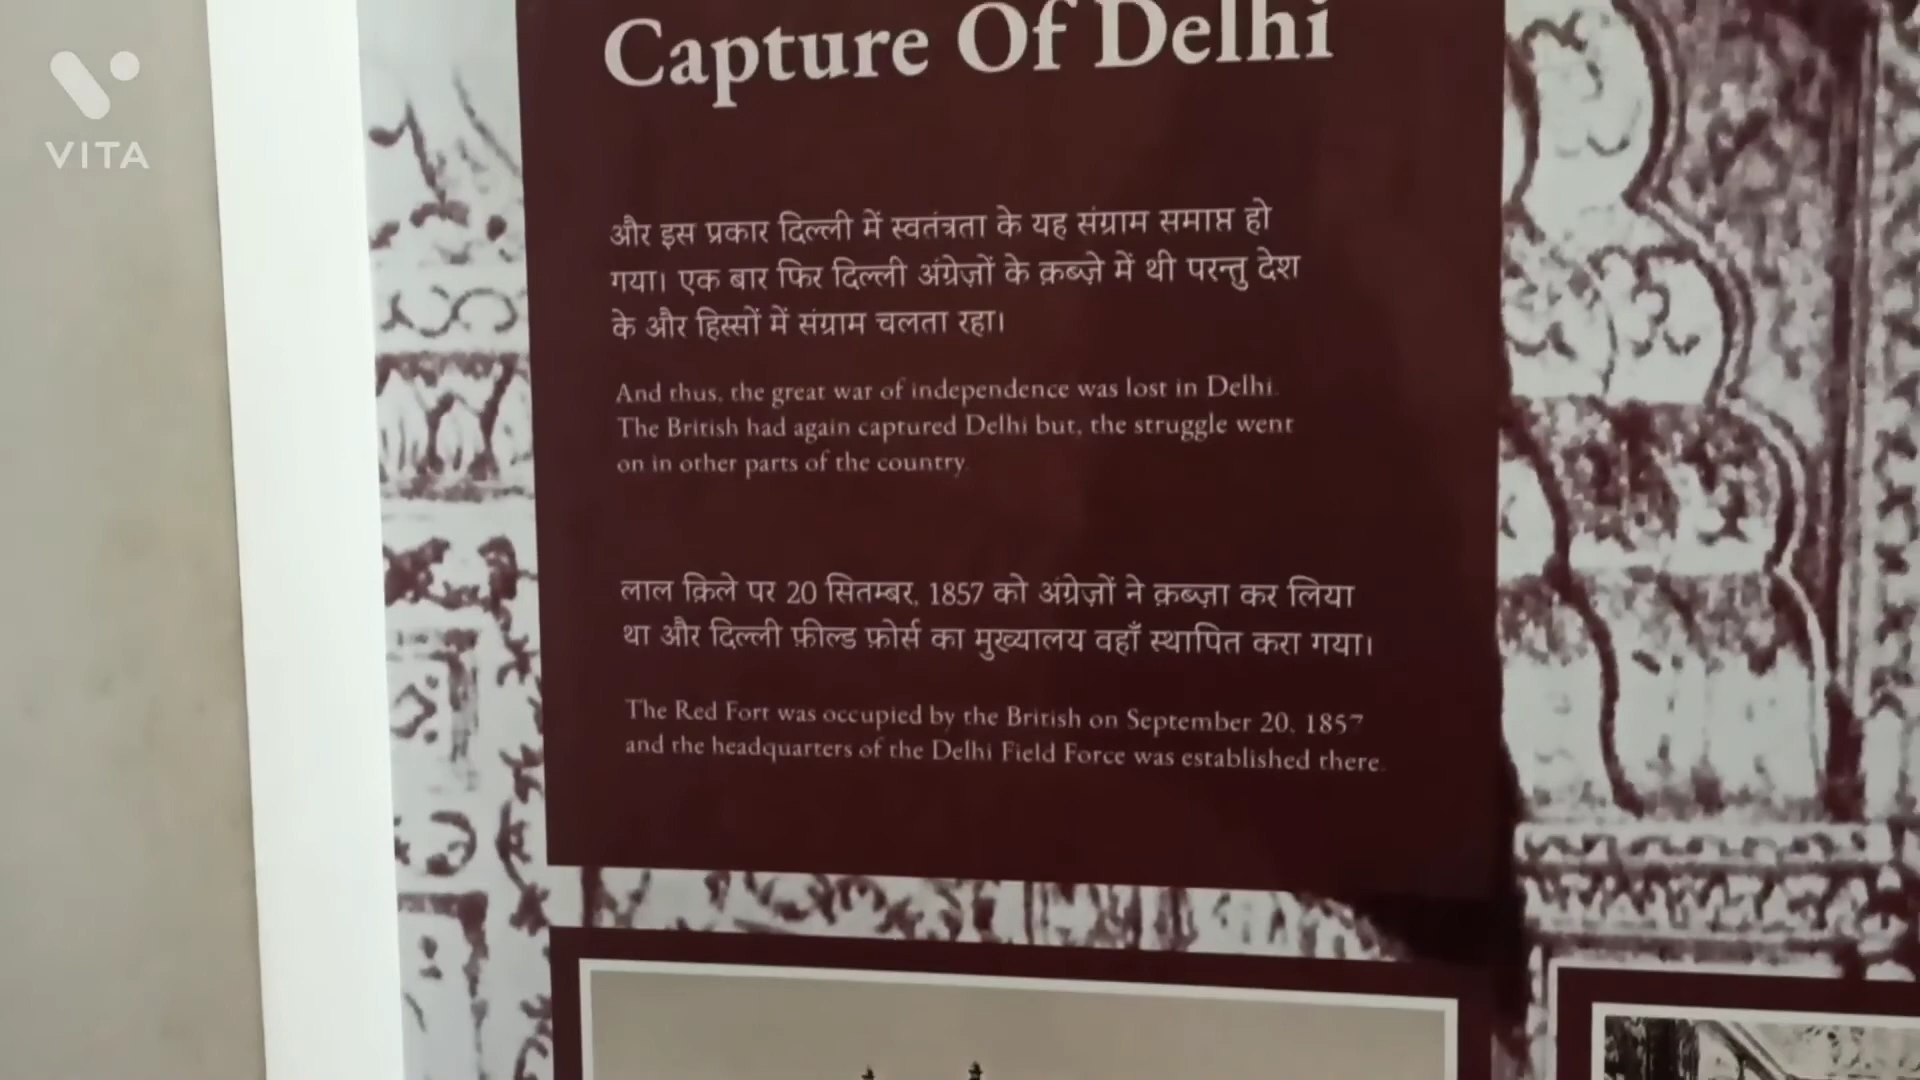 VITA
Capture Of Delhi
और इस प्रकार दिल्ली में स्वतंत्रता के यह संग्राम समाप्त हो
गया। एक बार फिर दिल्ली अंग्रेज़ों के क़ब्ज़े में थी परन्तु देश
के और हिस्सों में संग्राम चलता रहा।
And thus, the great war of independence was lost in Delhi.
The British had again captured Delhi but, the struggle went
on in other parts of the country.
लाल क़िले पर 20 सितम्बर, 1857 को अंग्रेज़ों ने क़ब्ज़ा कर लिया
था और दिल्ली फ़ील्ड फ़ोर्स का मुख्यालय वहाँ स्थापित करा गया।
The Red Fort was occupied by the British on September 20, 1857
and the headquarters of the Delhi Field Force was established there.